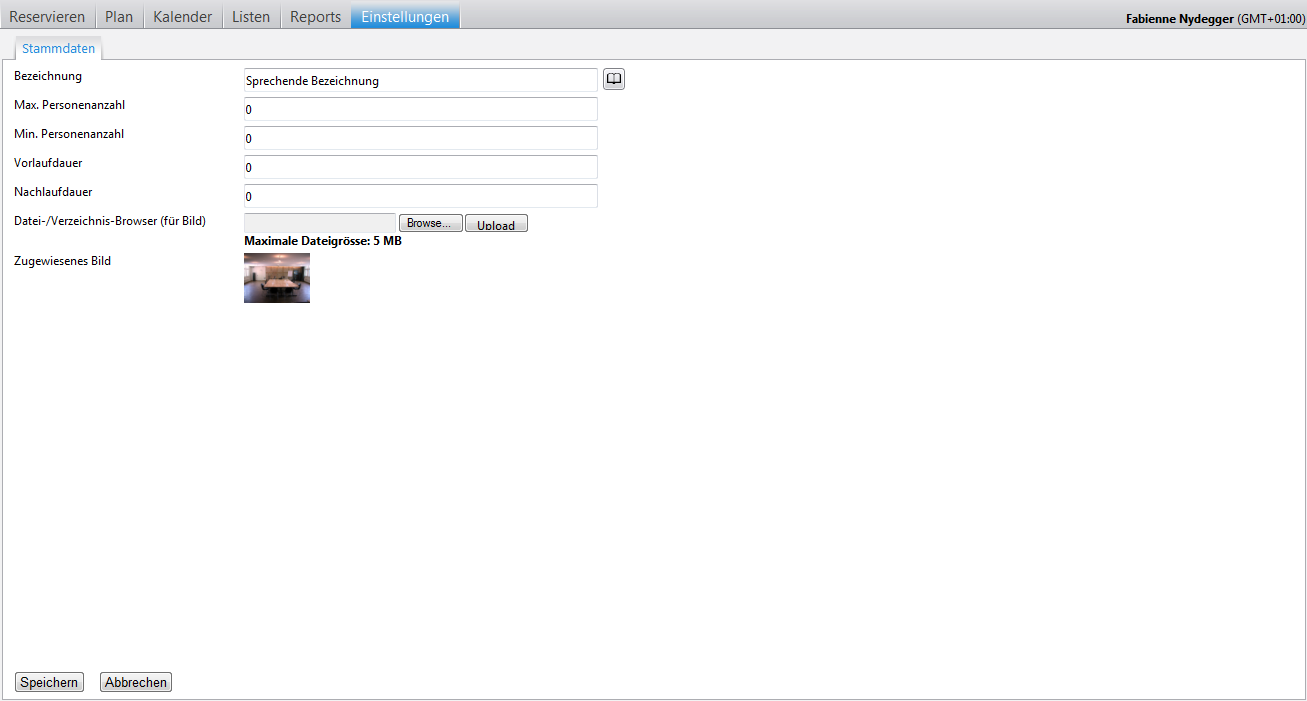 Reservieren Plan Kalender Listen Reports Einstellungen Fabienne Nydegger (GMT+01:00)
Stammdaten
Bezeichnung Sprechende Bezeichnung
Max. Personenanzahl 0
Min. Personenanzahl 0
Vorlaufdauer 0
Nachlaufdauer 0
Datei-/Verzeichnis-Browser (für Bild) Browse... Upload
Maximale Dateigrösse: 5 MB
Zugewiesenes Bild
Speichern Abbrechen